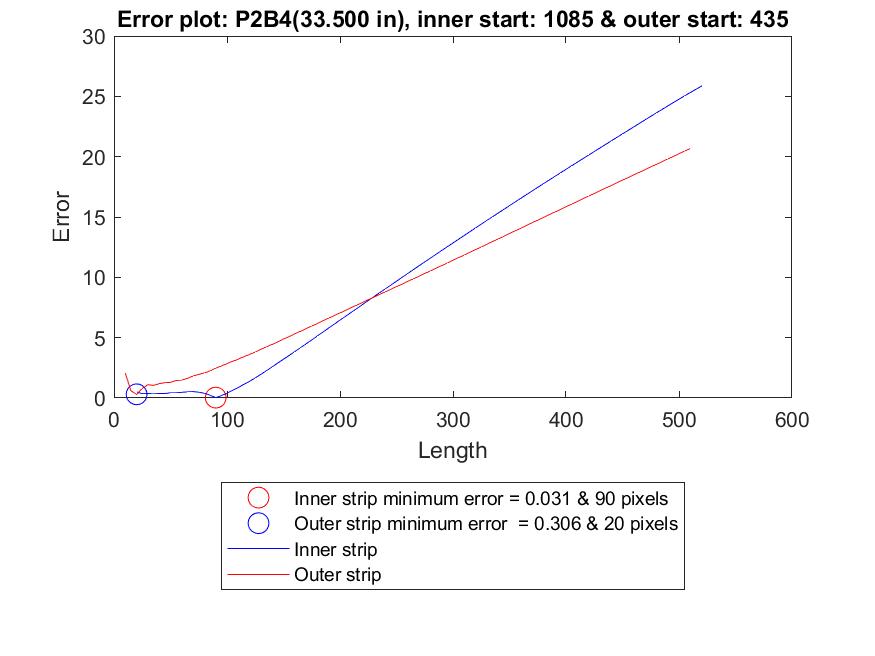 Error plot: P2B4(33.500 in), inner start: 1085 & outer start: 435
30
25
20
15
10
5
0
Error
0 100 200 300 400 500 600
Length
Inner strip minimum error = 0.031 & 90 pixels
Outer strip minimum error  = 0.306 & 20 pixels
Inner strip
Outer strip